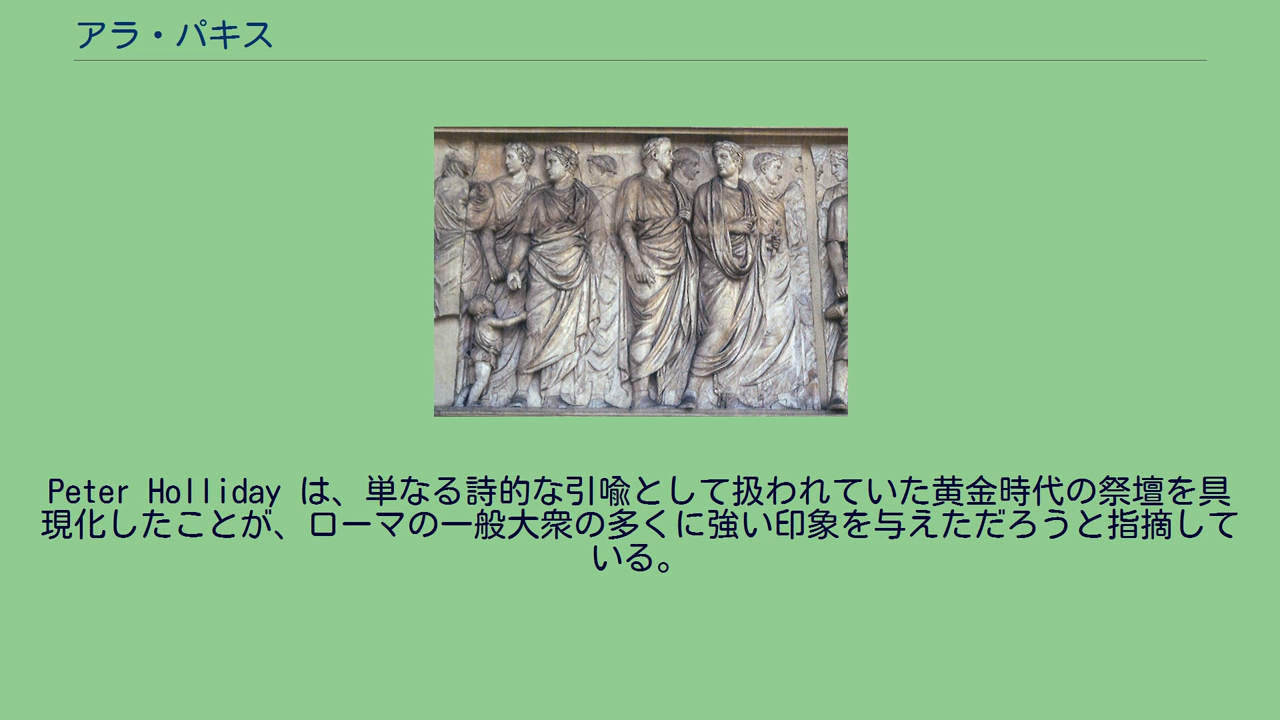 アラ・パキス
Peter Holliday は、単なる詩的な引喩として扱われていた黄金時代の祭壇を具
現化したことが、ローマの一般大衆の多くに強い印象を与えただろうと指摘して
いる。